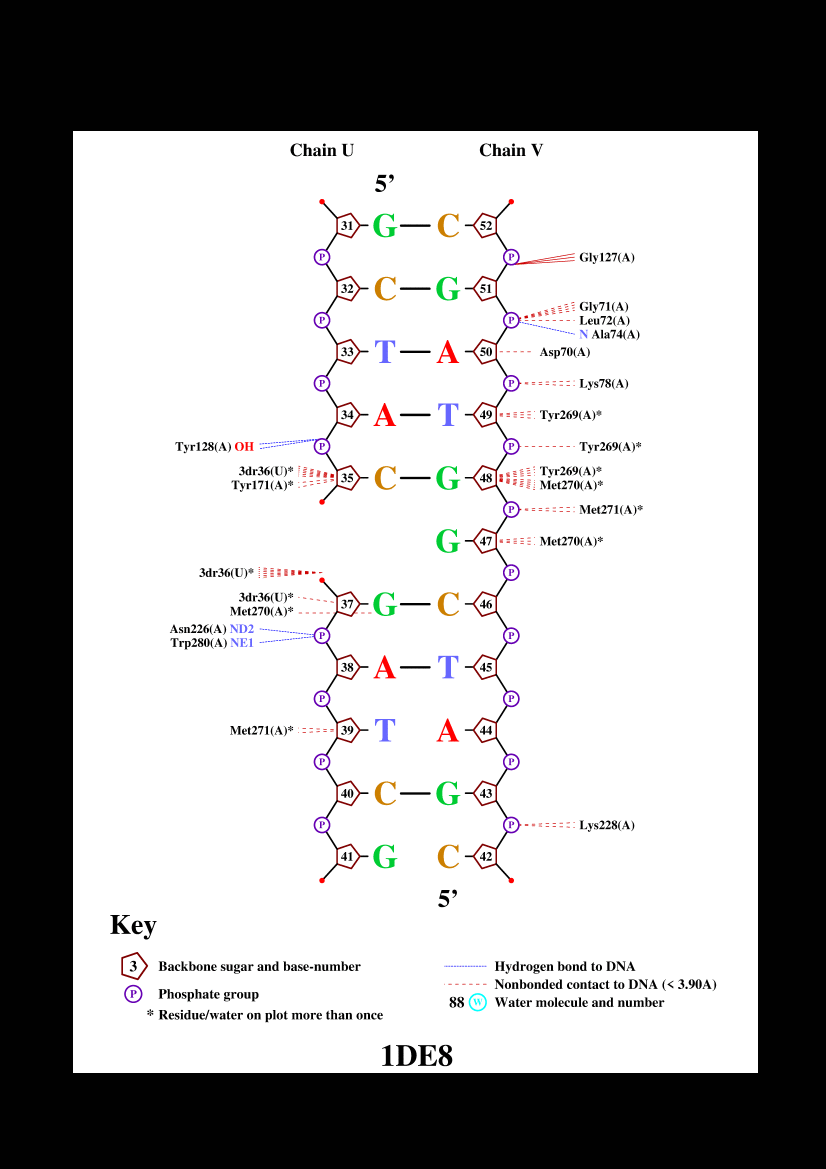 Chain U Chain V
5’
31 G C 52
P P Gly127(A)
32 C G 51
Gly71(A)
P P Leu72(A)
N Ala74(A)
33 T A 50 Asp70(A)
P P Lys78(A)
34 A T 49 Tyr269(A)*
Tyr128(A) OH P P Tyr269(A)*
3dr36(U)* Tyr269(A)*
35 C G 48
Tyr171(A)* Met270(A)*
P Met271(A)*
G 47 Met270(A)*
3dr36(U)* P
3dr36(U)*
37 G C 46
Met270(A)*
Asn226(A) ND2
P P
Trp280(A) NE1
38 A T 45
P P
Met271(A)* 39 T A 44
P P
40 C G 43
P P Lys228(A)
41 G C 42
5’
Key
3 Backbone sugar and base-number
P Phosphate group
* Residue/water on plot more than once
Hydrogen bond to DNA
Nonbonded contact to DNA (< 3.90A)
88 W Water molecule and number
1DE8